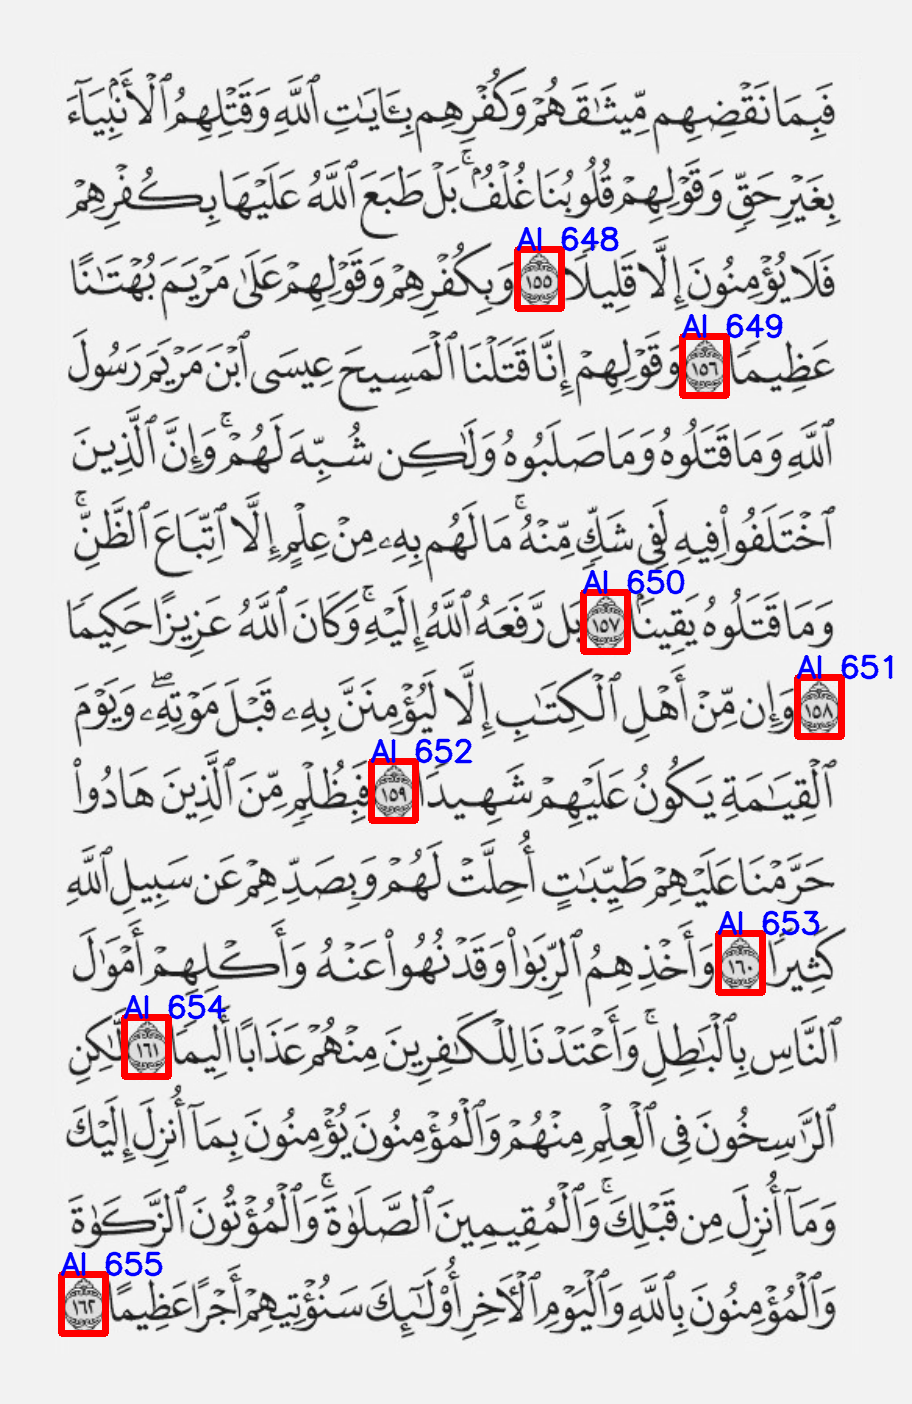 فَبِمَا نَقْضِهِم مِّيثَٰقَهُمْ وَكُفْرِهِم بِـَٔايَٰتِ ٱللَّهِ وَقَتْلِهِمُ ٱلْأَنۢبِيَآءَ
بِغَيْرِ حَقٍّ وَقَوْلِهِمْ قُلُوبُنَا غُلْفٌۢ ۚ بَلْ طَبَعَ ٱللَّهُ عَلَيْهَا بِكُفْرِهِمْ
AI 648
فَلَا يُؤْمِنُونَ إِلَّا قَلِيلًا ١٥٥ وَبِكُفْرِهِمْ وَقَوْلِهِمْ عَلَىٰ مَرْيَمَ بُهْتَٰنًا
AI 649
عَظِيمًا ١٥٦ وَقَوْلِهِمْ إِنَّا قَتَلْنَا ٱلْمَسِيحَ عِيسَى ٱبْنَ مَرْيَمَ رَسُولَ
ٱللَّهِ وَمَا قَتَلُوهُ وَمَا صَلَبُوهُ وَلَٰكِن شُبِّهَ لَهُمْ ۚ وَإِنَّ ٱلَّذِينَ
ٱخْتَلَفُوا۟ فِيهِ لَفِى شَكٍّ مِّنْهُ ۚ مَا لَهُم بِهِۦ مِنْ عِلْمٍ إِلَّا ٱتِّبَاعَ ٱلظَّنِّ ۚ
AI 650
وَمَا قَتَلُوهُ يَقِينًۢا ١٥٧ بَل رَّفَعَهُ ٱللَّهُ إِلَيْهِ ۚ وَكَانَ ٱللَّهُ عَزِيزًا حَكِيمًا
AI 651
١٥٨ وَإِن مِّنْ أَهْلِ ٱلْكِتَٰبِ إِلَّا لَيُؤْمِنَنَّ بِهِۦ قَبْلَ مَوْتِهِۦ ۖ وَيَوْمَ
AI 652
ٱلْقِيَٰمَةِ يَكُونُ عَلَيْهِمْ شَهِيدًا ١٥٩ فَبِظُلْمٍ مِّنَ ٱلَّذِينَ هَادُوا۟
حَرَّمْنَا عَلَيْهِمْ طَيِّبَٰتٍ أُحِلَّتْ لَهُمْ وَبِصَدِّهِمْ عَن سَبِيلِ ٱللَّهِ
AI 653
كَثِيرًا ١٦٠ وَأَخْذِهِمُ ٱلرِّبَوٰا۟ وَقَدْ نُهُوا۟ عَنْهُ وَأَكْلِهِمْ أَمْوَٰلَ
AI 654
ٱلنَّاسِ بِٱلْبَٰطِلِ ۚ وَأَعْتَدْنَا لِلْكَٰفِرِينَ مِنْهُمْ عَذَابًا أَلِيمًا ١٦١ لَّٰكِنِ
ٱلرَّٰسِخُونَ فِى ٱلْعِلْمِ مِنْهُمْ وَٱلْمُؤْمِنُونَ يُؤْمِنُونَ بِمَآ أُنزِلَ إِلَيْكَ
وَمَآ أُنزِلَ مِن قَبْلِكَ ۚ وَٱلْمُقِيمِينَ ٱلصَّلَوٰةَ ۚ وَٱلْمُؤْتُونَ ٱلزَّكَوٰةَ
AI 655
وَٱلْمُؤْمِنُونَ بِٱللَّهِ وَٱلْيَوْمِ ٱلْـَٔاخِرِ أُو۟لَٰٓئِكَ سَنُؤْتِيهِمْ أَجْرًا عَظِيمًا ١٦٢